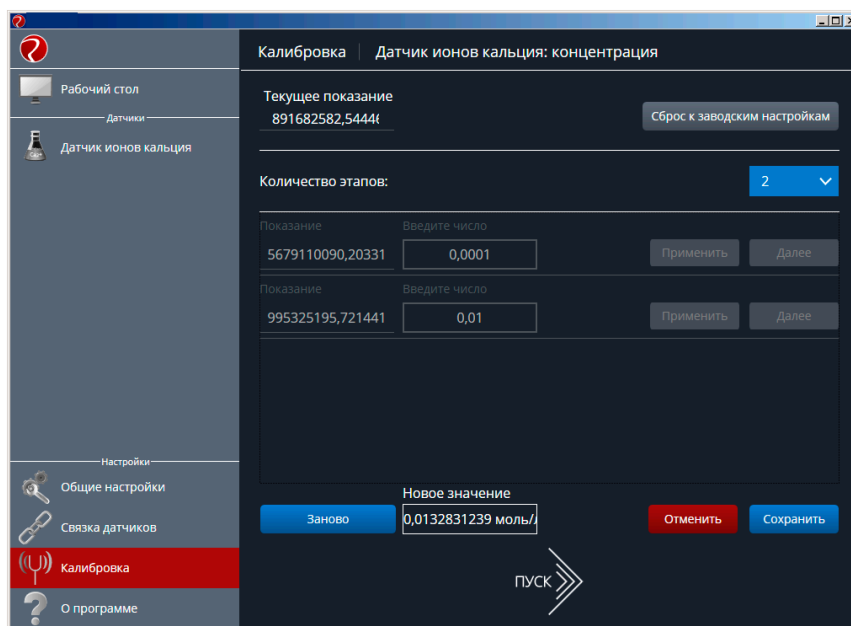 Калибровка | Датчик ионов кальция: концентрация
Рабочий стол
Датчики
Датчик ионов кальция
Текущее показание
891682582,54446
Сброс к заводским настройкам
Количество этапов:
2
Показание Введите число
5679110090,20331 0,0001 Применить Далее
Показание Введите число
995325195,721441 0,01 Применить Далее
Настройки
Общие настройки
Связка датчиков
Калибровка
О программе
Новое значение
Заново 0,0132831239 моль/л Отменить Сохранить
ПУСК